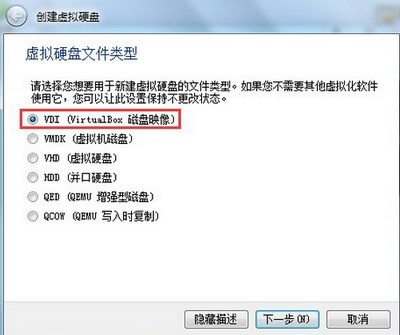 创建虚拟硬盘
虚拟硬盘文件类型
请选择您想要用于新建虚拟硬盘的文件类型。如果您不需要其他虚拟化软件
使用它，您可以让此设置保持不更改状态。
VDI (VirtualBox 磁盘映像)
VMDK (虚拟机磁盘)
VHD (虚拟硬盘)
HDD (并口硬盘)
QED (QEMU 增强型磁盘)
QCOW (QEMU 写入时复制)
隐藏描述 下一步(N) 取消